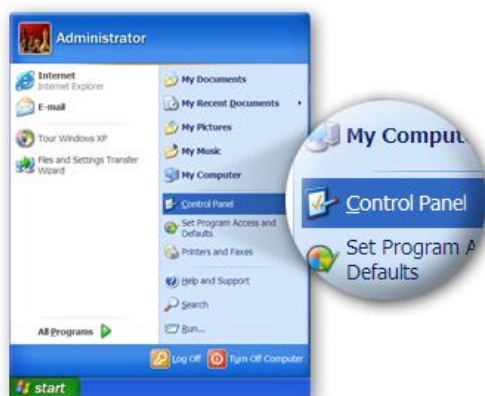 Administrator
Internet
Internet Explorer
E-mail
Tour Windows XP
Files and Settings Transfer
Wizard
All Programs
My Documents
My Recent Documents
My Pictures
My Music
My Computer
Control Panel
Set Program Access and
Defaults
Printers and Faxes
Help and Support
Search
Run...
Log Off
Turn Off Computer
start
My Comput
Control Panel
Set Program A
Defaults